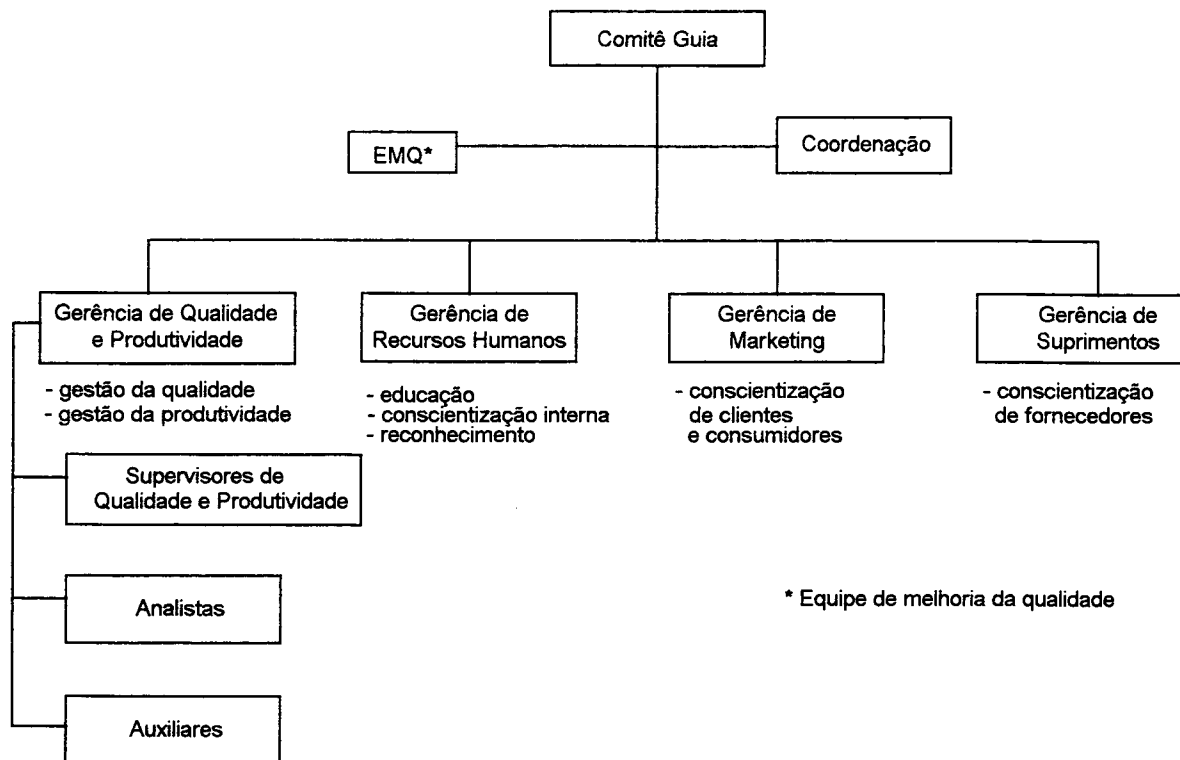 Comitê Guia
EMQ*
Coordenação
Gerência de Qualidade
e Produtividade
- gestão da qualidade
- gestão da produtividade
Gerência de
Recursos Humanos
- educação
- conscientização interna
- reconhecimento
Gerência de
Marketing
- conscientização
de clientes
e consumidores
Gerência de
Suprimentos
- conscientização
de fornecedores
Supervisores de
Qualidade e Produtividade
Analistas
Auxiliares
* Equipe de melhoria da qualidade